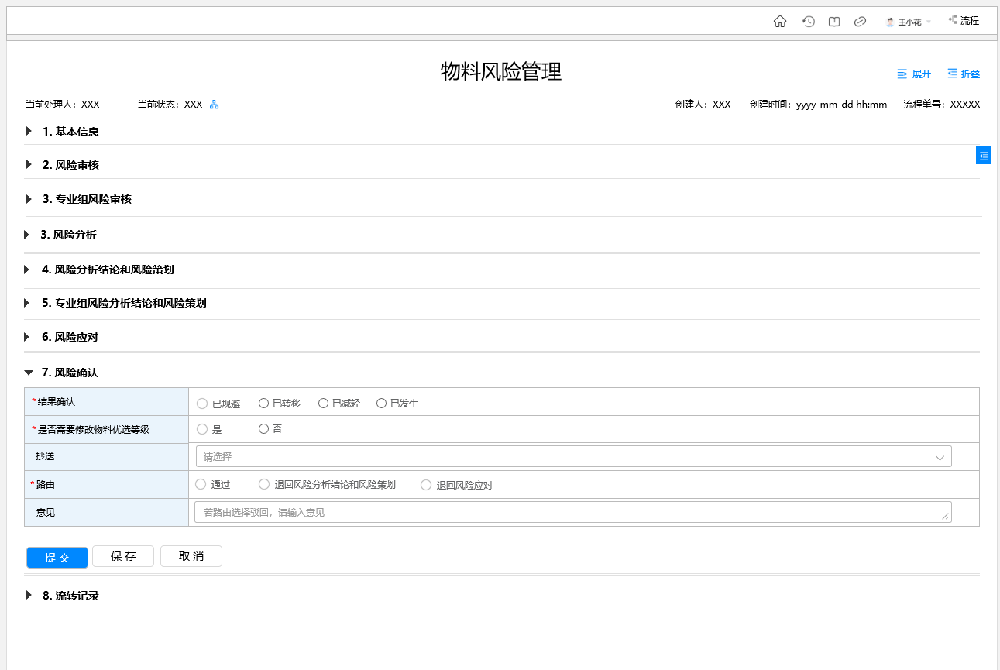 王小花 流程
物料风险管理
展开 折叠
当前处理人：XXX 当前状态：XXX 创建人：XXX 创建时间：yyyy-mm-dd hh:mm 流程单号：XXXXX
1. 基本信息
2. 风险审核
3. 专业组风险审核
3. 风险分析
4. 风险分析结论和风险策划
5. 专业组风险分析结论和风险策划
6. 风险应对
7. 风险确认
*结果确认 已规避 已转移 已减轻 已发生
*是否需要修改物料优选等级 是 否
抄送 请选择
*路由 通过 退回风险分析结论和风险策划 退回风险应对
意见 若路由选择驳回，请输入意见
提 交 保 存 取 消
8. 流转记录